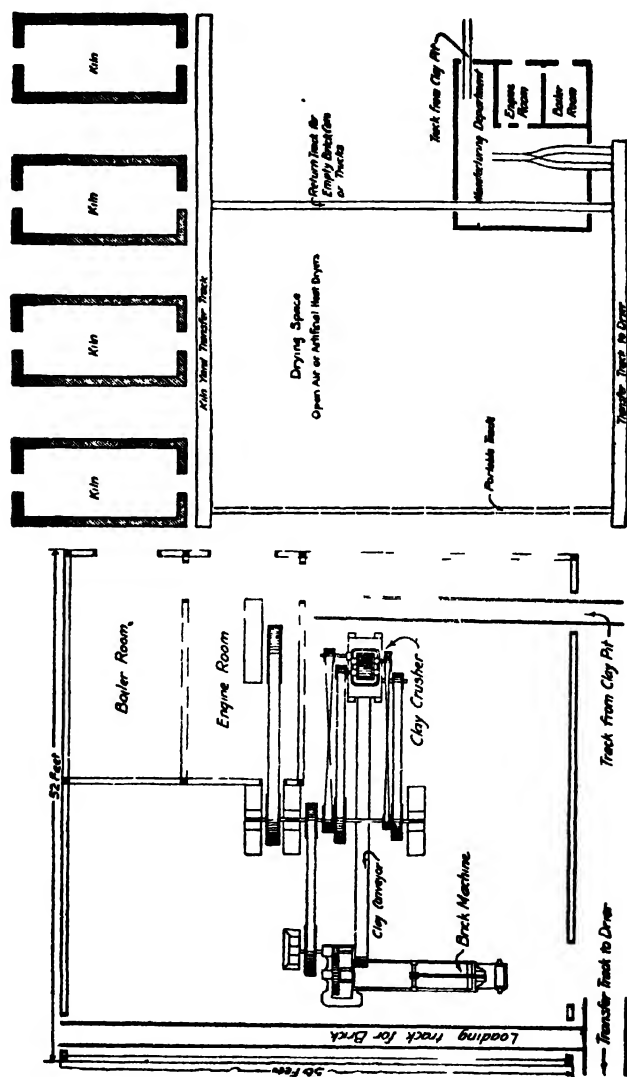 Kiln
Kiln
Kiln
Kiln
Kiln Yard Transfer Track
Return Track for
Empty Brick Cars
or Trucks
Drying Space
Open Air or Artificial Heat Dryers
Portable Track
Track from Clay Pit
Manufacturing Department
Engine
Room
Boiler
Room
Transfer Track to Drier
52 Feet
Boiler Room
Engine Room
Clay Crusher
Clay Conveyor
Brick Machine
Track from Clay Pit
Loading track for Brick
Transfer Track to Drier
Feet